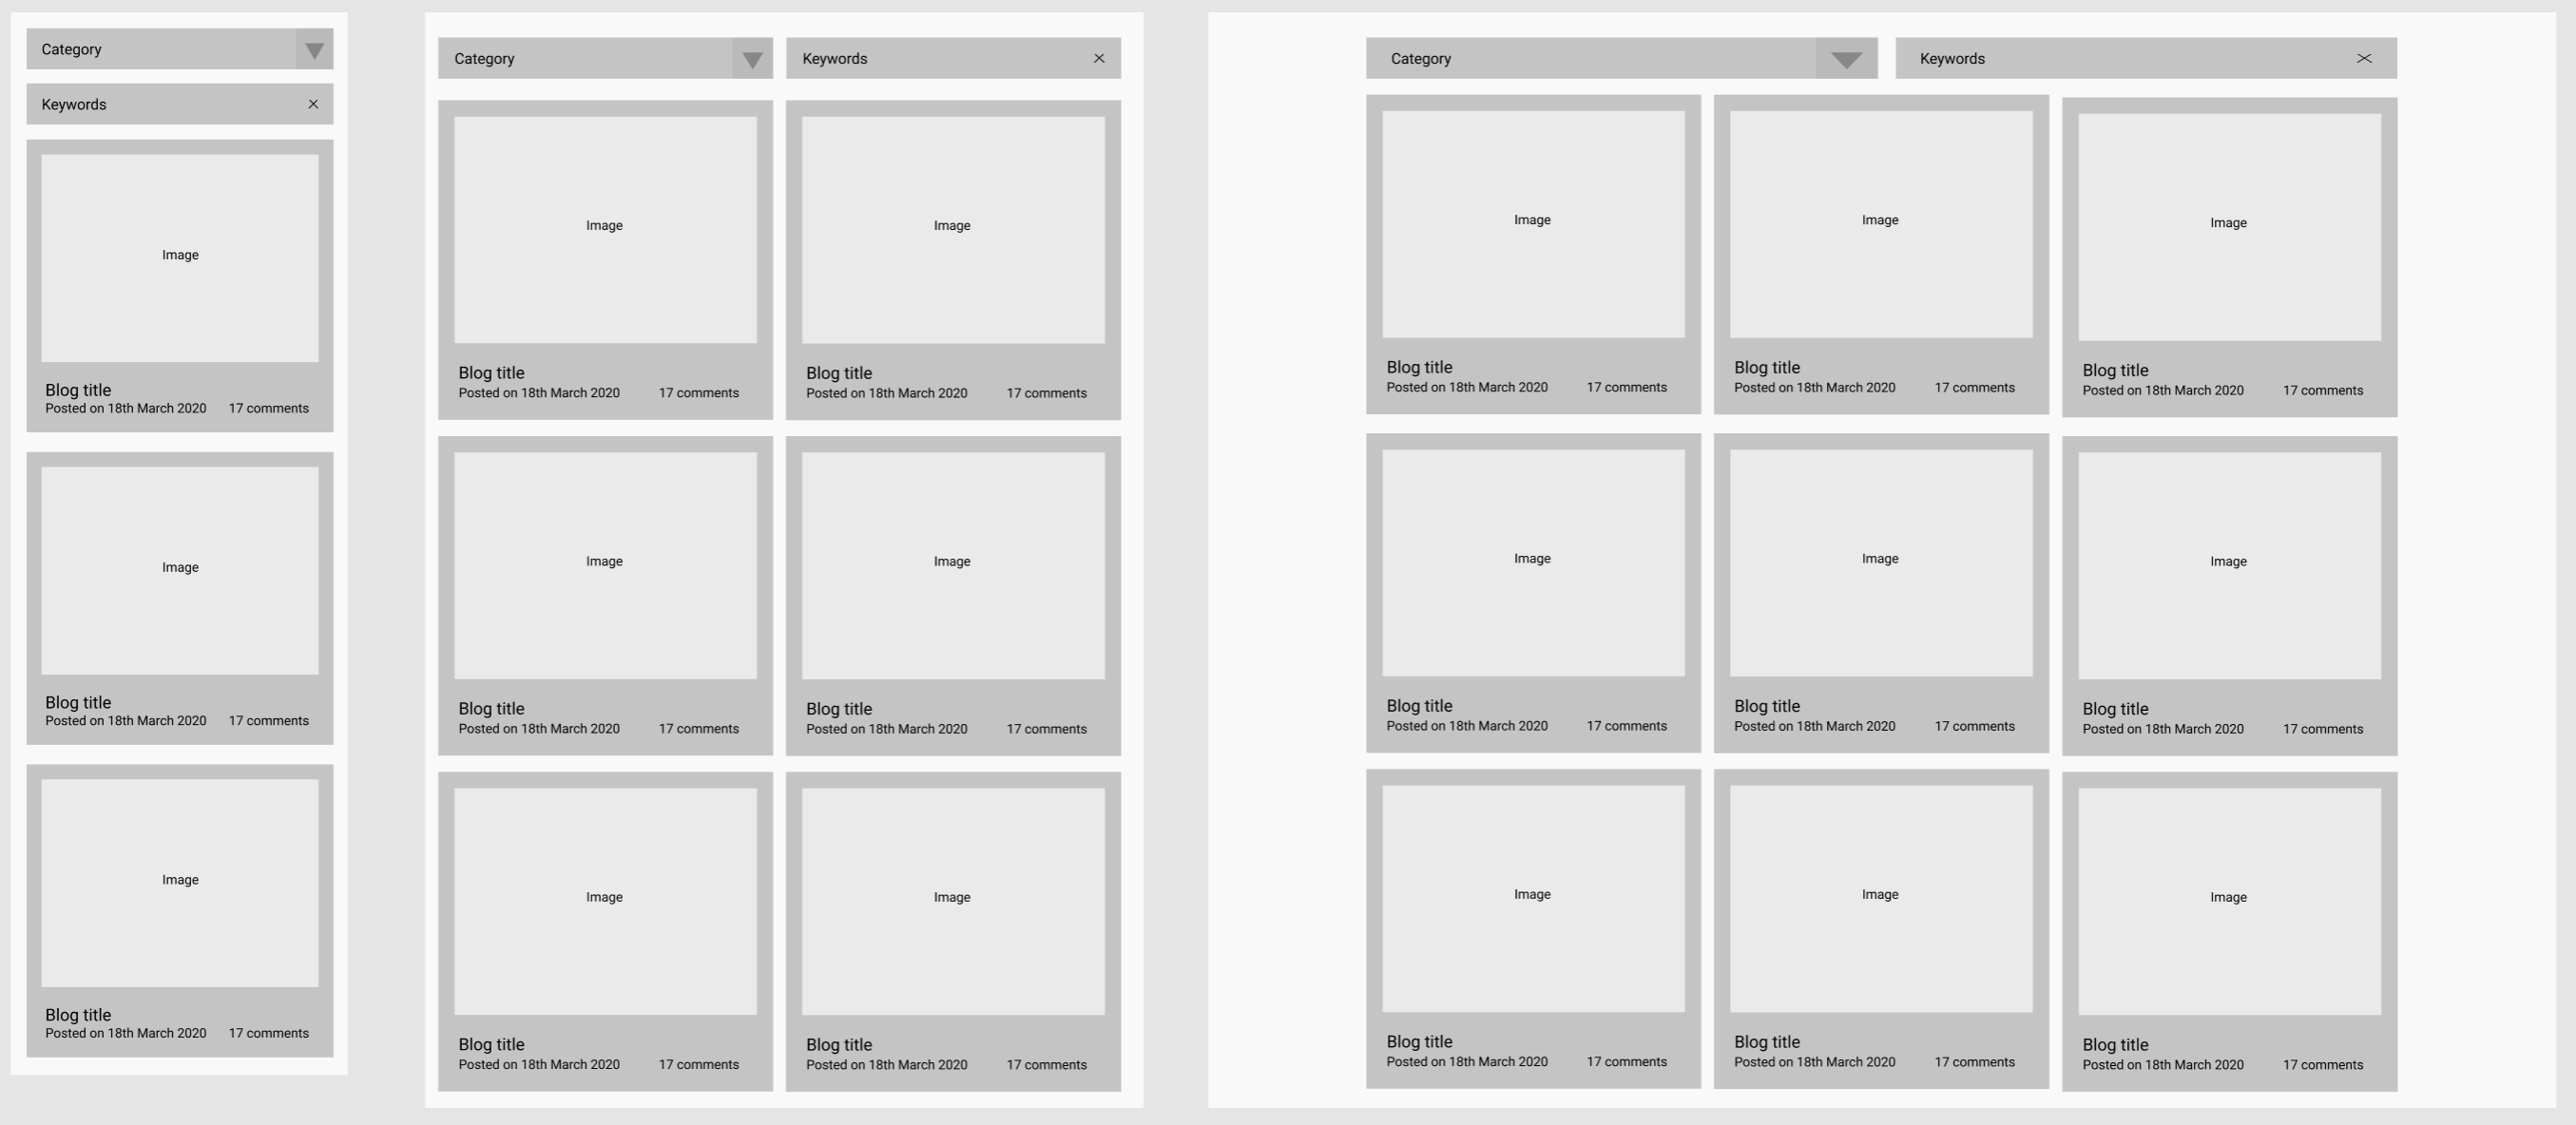 Category
Keywords
Image
Blog title
Posted on 18th March 2020 17 comments
Image
Blog title
Posted on 18th March 2020 17 comments
Image
Blog title
Posted on 18th March 2020 17 comments
Category Keywords
Image Image
Blog title Blog title
Posted on 18th March 2020 17 comments Posted on 18th March 2020 17 comments
Image Image
Blog title Blog title
Posted on 18th March 2020 17 comments Posted on 18th March 2020 17 comments
Image Image
Blog title Blog title
Posted on 18th March 2020 17 comments Posted on 18th March 2020 17 comments
Category Keywords
Image Image Image
Blog title Blog title Blog title
Posted on 18th March 2020 17 comments Posted on 18th March 2020 17 comments Posted on 18th March 2020 17 comments
Image Image Image
Blog title Blog title Blog title
Posted on 18th March 2020 17 comments Posted on 18th March 2020 17 comments Posted on 18th March 2020 17 comments
Image Image Image
Blog title Blog title Blog title
Posted on 18th March 2020 17 comments Posted on 18th March 2020 17 comments Posted on 18th March 2020 17 comments